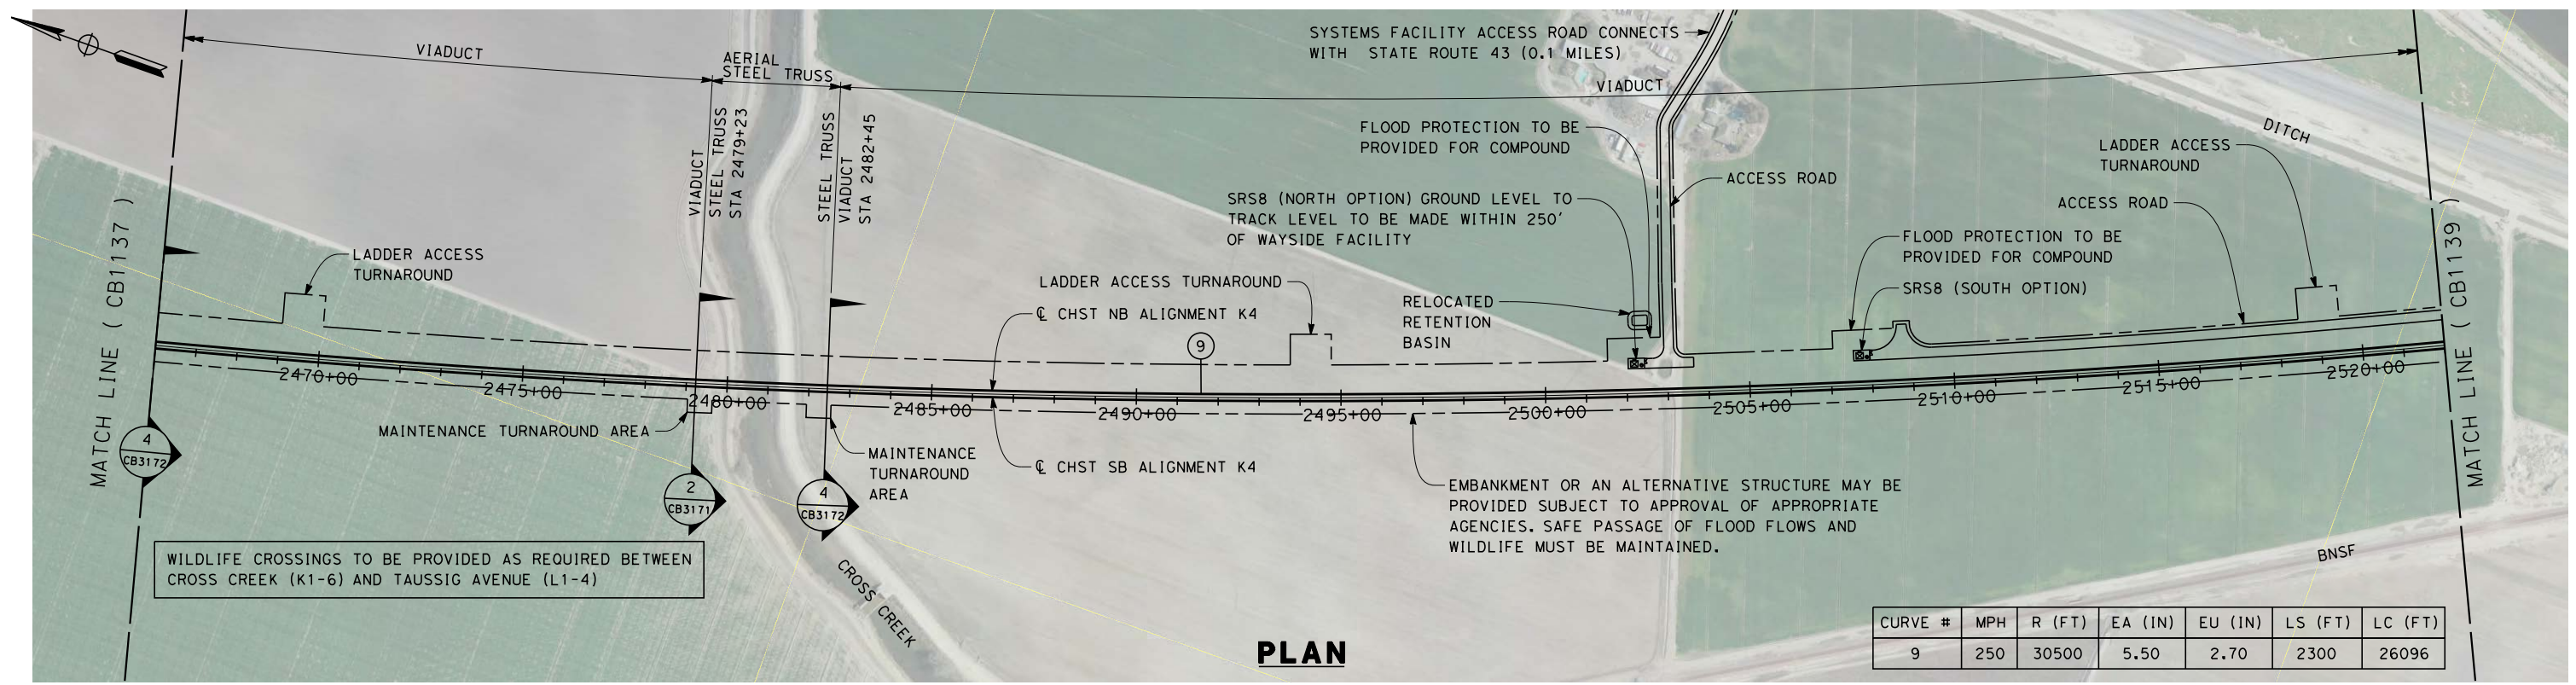 VIADUCT
AERIAL
STEEL TRUSS
VIADUCT
SYSTEMS FACILITY ACCESS ROAD CONNECTS
WITH STATE ROUTE 43 (0.1 MILES)
FLOOD PROTECTION TO BE
PROVIDED FOR COMPOUND
DITCH
LADDER ACCESS
TURNAROUND
ACCESS ROAD
SRS8 (NORTH OPTION) GROUND LEVEL TO
TRACK LEVEL TO BE MADE WITHIN 250'
OF WAYSIDE FACILITY
ACCESS ROAD
VIADUCT
STEEL TRUSS
STA 2479+23
STEEL TRUSS
VIADUCT
STA 2482+45
MATCH LINE ( CB1137 )
LADDER ACCESS
TURNAROUND
LADDER ACCESS TURNAROUND
₵ CHST NB ALIGNMENT K4
9
RELOCATED
RETENTION
BASIN
FLOOD PROTECTION TO BE
PROVIDED FOR COMPOUND
SRS8 (SOUTH OPTION)
MATCH LINE ( CB1139 )
2470+00
2475+00
2480+00
2485+00
2490+00
2495+00
2500+00
2505+00
2510+00
2515+00
2520+00
MAINTENANCE TURNAROUND AREA
MAINTENANCE
TURNAROUND
AREA
₵ CHST SB ALIGNMENT K4
4
CB3172
2
CB3171
4
CB3172
EMBANKMENT OR AN ALTERNATIVE STRUCTURE MAY BE
PROVIDED SUBJECT TO APPROVAL OF APPROPRIATE
AGENCIES. SAFE PASSAGE OF FLOOD FLOWS AND
WILDLIFE MUST BE MAINTAINED.
WILDLIFE CROSSINGS TO BE PROVIDED AS REQUIRED BETWEEN
CROSS CREEK (K1-6) AND TAUSSIG AVENUE (L1-4)
CROSS CREEK
BNSF
PLAN
CURVE # MPH R (FT) EA (IN) EU (IN) LS (FT) LC (FT)
9 250 30500 5.50 2.70 2300 26096